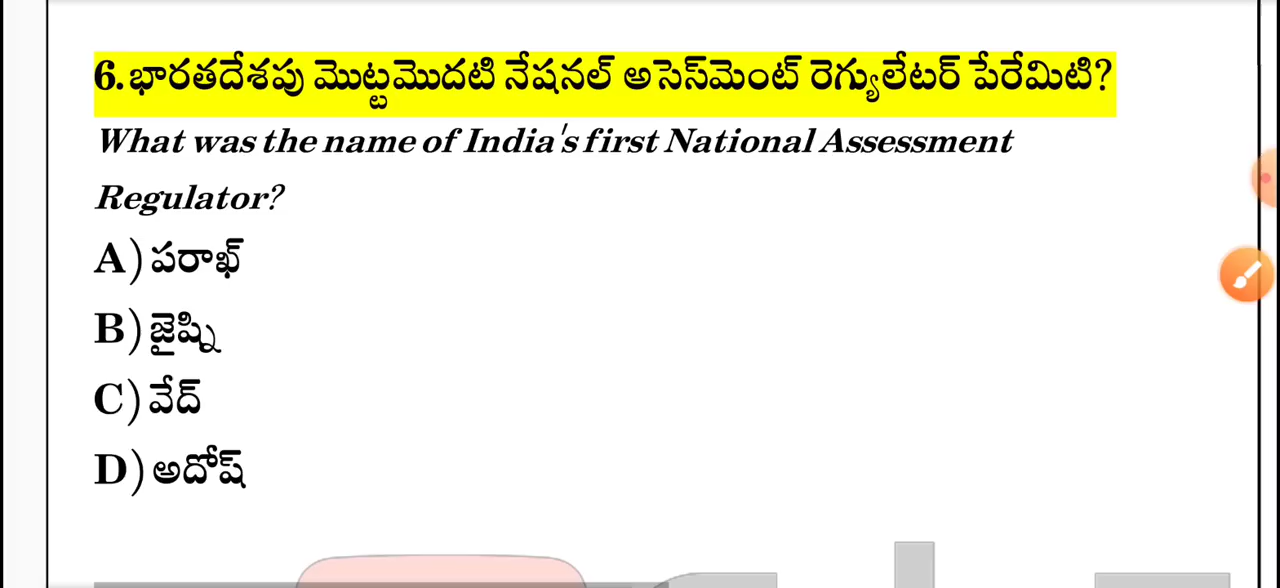 6.భారతదేశపు మొట్టమొదటి నేషనల్ అసెస్‌మెంట్ రెగ్యులేటర్ పేరేమిటి?
What was the name of India's first National Assessment
Regulator?
A) పరాఖ్
B) జైష్ని
C) వేద్
D) అదోష్